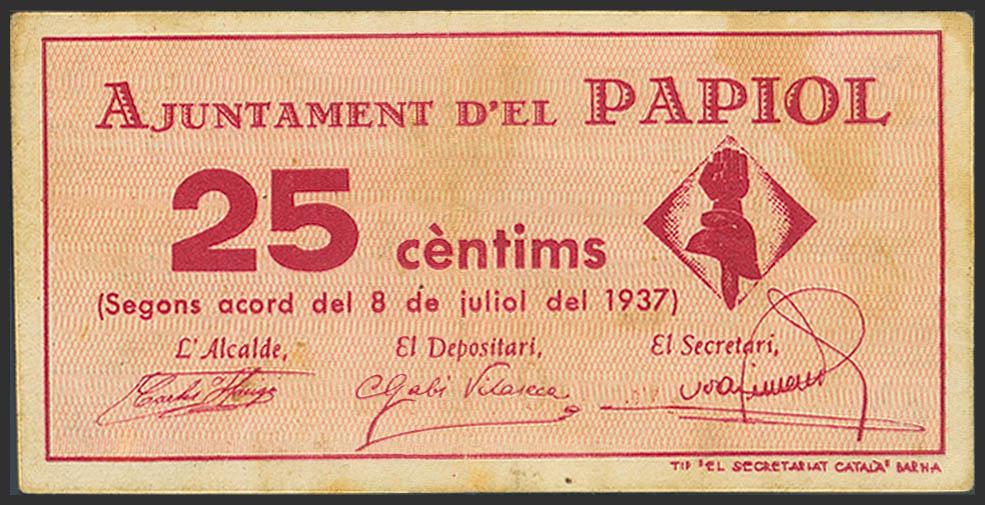 AJUNTAMENT D'EL PAPIOL
25 cèntims
(Segons acord del 8 de juliol del 1937)
L'Alcalde, El Depositari, El Secretari,
Carles Vilaseca
TIP "EL SECRETARIAT CATALÀ" BARNA